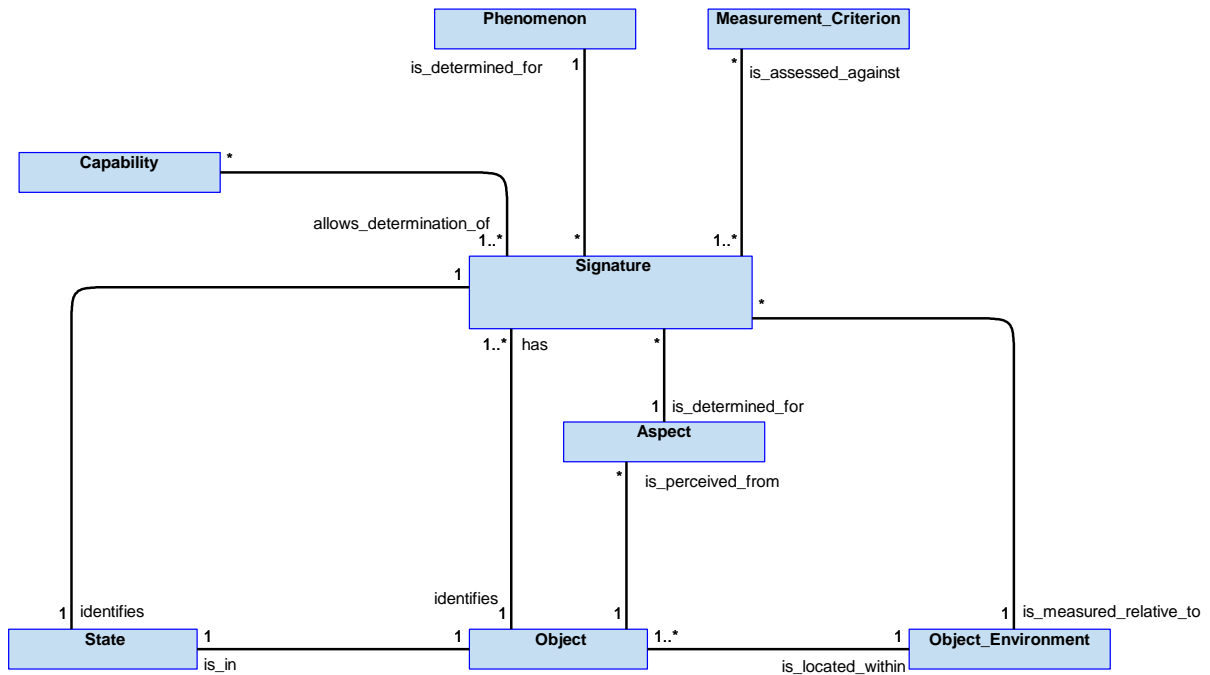 Phenomenon
Measurement_Criterion
is_determined_for
1
*
is_assessed_against
Capability
*
allows_determination_of
1..*
*
1..*
Signature
1
*
1..*
has
*
1
is_determined_for
Aspect
*
is_perceived_from
identifies
1
identifies
1
1
1
is_measured_relative_to
State
1
1
Object
1..*
1
Object_Environment
is_in
is_located_within